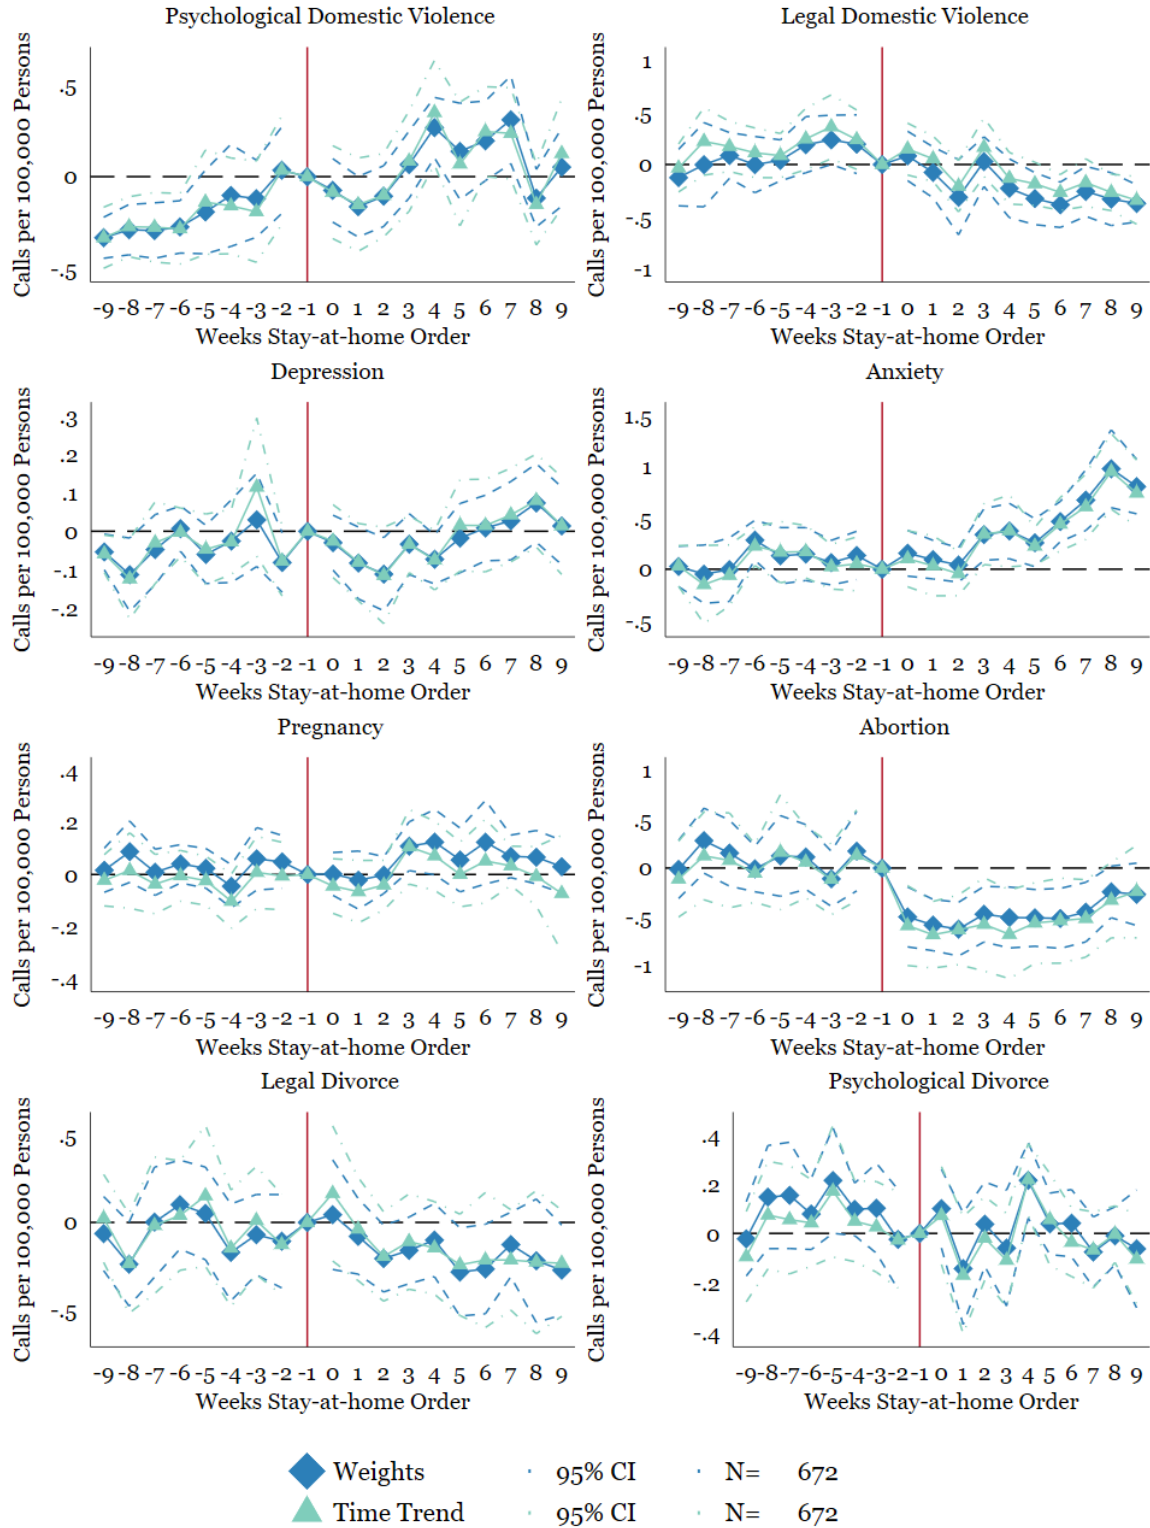 Psychological Domestic Violence
Calls per 100,000 Persons
.5
0
-.5
-9 -8 -7 -6 -5 -4 -3 -2 -1 0 1 2 3 4 5 6 7 8 9
Weeks Stay-at-home Order
Legal Domestic Violence
Calls per 100,000 Persons
1
.5
0
-.5
-1
-9 -8 -7 -6 -5 -4 -3 -2 -1 0 1 2 3 4 5 6 7 8 9
Weeks Stay-at-home Order
Depression
Calls per 100,000 Persons
.3
.2
.1
0
-.1
-.2
-9 -8 -7 -6 -5 -4 -3 -2 -1 0 1 2 3 4 5 6 7 8 9
Weeks Stay-at-home Order
Anxiety
Calls per 100,000 Persons
1.5
1
.5
0
-.5
-9 -8 -7 -6 -5 -4 -3 -2 -1 0 1 2 3 4 5 6 7 8 9
Weeks Stay-at-home Order
Pregnancy
Calls per 100,000 Persons
.4
.2
0
-.2
-.4
-9 -8 -7 -6 -5 -4 -3 -2 -1 0 1 2 3 4 5 6 7 8 9
Weeks Stay-at-home Order
Abortion
Calls per 100,000 Persons
1
.5
0
-.5
-1
-9 -8 -7 -6 -5 -4 -3 -2 -1 0 1 2 3 4 5 6 7 8 9
Weeks Stay-at-home Order
Legal Divorce
Calls per 100,000 Persons
.5
0
-.5
-9 -8 -7 -6 -5 -4 -3 -2 -1 0 1 2 3 4 5 6 7 8 9
Weeks Stay-at-home Order
Psychological Divorce
Calls per 100,000 Persons
.4
.2
0
-.2
-.4
-9 -8 -7 -6 -5 -4 -3 -2 -1 0 1 2 3 4 5 6 7 8 9
Weeks Stay-at-home Order
Weights 95% CI N= 672
Time Trend 95% CI N= 672